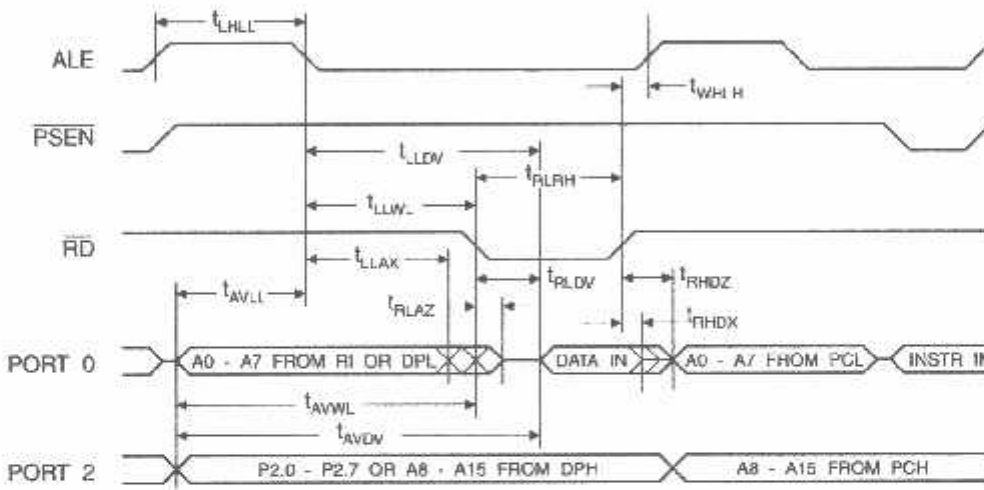 tLHLL
ALE
tWHLH
PSEN
tLLDV
tRLRH
tLLWL
RD
tLLAX
tRLDV
tRHDZ
tAVLL
tRLAZ
tRHDX
PORT 0
A0 - A7 FROM RI OR DPL
DATA IN
A0 - A7 FROM PCL
INSTR IN
tAVWL
tAVDV
PORT 2
P2.0 - P2.7 OR A8 - A15 FROM DPH
A8 - A15 FROM PCH